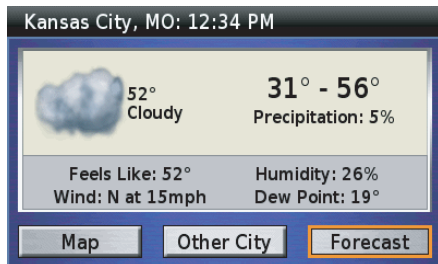 Kansas City, MO: 12:34 PM
52°
Cloudy
31° - 56°
Precipitation: 5%
Feels Like: 52°
Humidity: 26%
Wind: N at 15mph
Dew Point: 19°
Map
Other City
Forecast